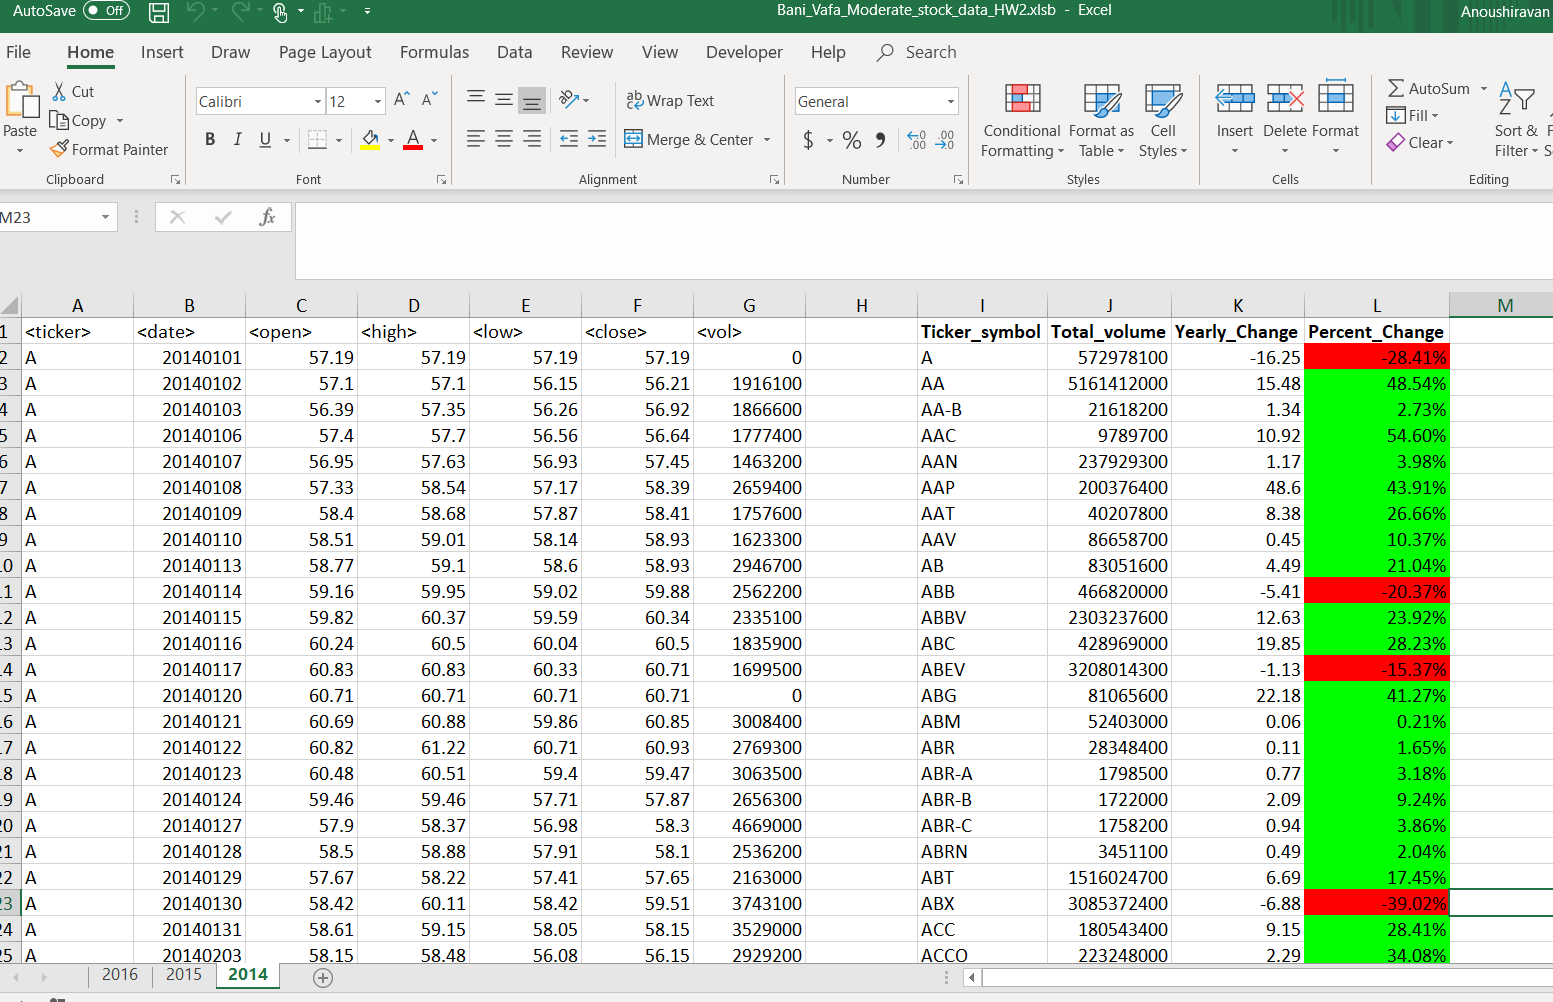 AutoSave Off Bani_Vafa_Moderate_stock_data_HW2.xlsb - Excel Anoushiravan
File Home Insert Draw Page Layout Formulas Data Review View Developer Help Search
Paste Cut Copy Format Painter Clipboard
Calibri 12 A A B I U A Font
ab Wrap Text Merge & Center Alignment
General $ % , .00 .00 Number
Conditional Formatting Format as Table Cell Styles Styles
Insert Delete Format Cells
AutoSum Fill Clear Sort & Filter Editing
M23 fx
A B C D E F G H I J K L M
1 <ticker> <date> <open> <high> <low> <close> <vol> Ticker_symbol Total_volume Yearly_Change Percent_Change
2 A 20140101 57.19 57.19 57.19 57.19 0 A 572978100 -16.25 -28.41%
3 A 20140102 57.1 57.1 56.15 56.21 1916100 AA 5161412000 15.48 48.54%
4 A 20140103 56.39 57.35 56.26 56.92 1866600 AA-B 21618200 1.34 2.73%
5 A 20140106 57.4 57.7 56.56 56.64 1777400 AAC 9789700 10.92 54.60%
6 A 20140107 56.95 57.63 56.93 57.45 1463200 AAN 237929300 1.17 3.98%
7 A 20140108 57.33 58.54 57.17 58.39 2659400 AAP 200376400 48.6 43.91%
8 A 20140109 58.4 58.68 57.87 58.41 1757600 AAT 40207800 8.38 26.66%
9 A 20140110 58.51 59.01 58.14 58.93 1623300 AAV 86658700 0.45 10.37%
0 A 20140113 58.77 59.1 58.6 58.93 2946700 AB 83051600 4.49 21.04%
1 A 20140114 59.16 59.95 59.02 59.88 2562200 ABB 466820000 -5.41 -20.37%
2 A 20140115 59.82 60.37 59.59 60.34 2335100 ABBV 2303237600 12.63 23.92%
3 A 20140116 60.24 60.5 60.04 60.5 1835900 ABC 428969000 19.85 28.23%
4 A 20140117 60.83 60.83 60.33 60.71 1699500 ABEV 3208014300 -1.13 -15.37%
5 A 20140120 60.71 60.71 60.71 60.71 0 ABG 81065600 22.18 41.27%
6 A 20140121 60.69 60.88 59.86 60.85 3008400 ABM 52403000 0.06 0.21%
7 A 20140122 60.82 61.22 60.71 60.93 2769300 ABR 28348400 0.11 1.65%
8 A 20140123 60.48 60.51 59.4 59.47 3063500 ABR-A 1798500 0.77 3.18%
9 A 20140124 59.46 59.46 57.71 57.87 2656300 ABR-B 1722000 2.09 9.24%
20 A 20140127 57.9 58.37 56.98 58.3 4669000 ABR-C 1758200 0.94 3.86%
21 A 20140128 58.5 58.88 57.91 58.1 2536200 ABRN 3451100 0.49 2.04%
22 A 20140129 57.67 58.22 57.41 57.65 2163000 ABT 1516024700 6.69 17.45%
23 A 20140130 58.42 60.11 58.42 59.51 3743100 ABX 3085372400 -6.88 -39.02%
24 A 20140131 58.61 59.15 58.05 58.15 3529000 ACC 180543400 9.15 28.41%
25 A 20140203 58.15 58.48 56.08 56.15 2929200 ACCO 223248000 2.29 34.08%
2016 2015 2014